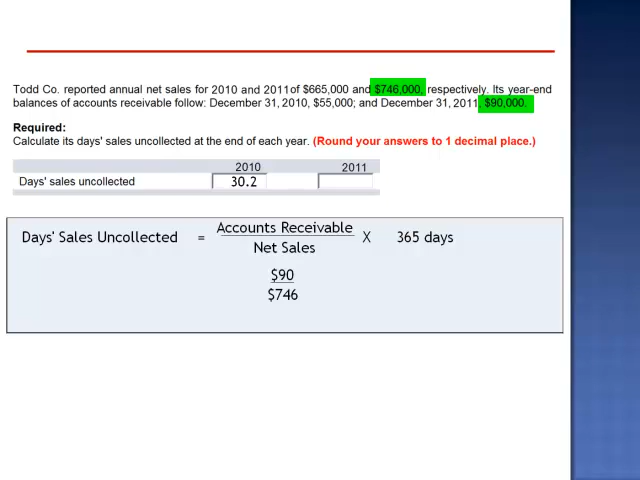 Todd Co. reported annual net sales for 2010 and 2011 of $665,000 and $746,000, respectively. Its year-end
balances of accounts receivable follow: December 31, 2010, $55,000; and December 31, 2011, $90,000.
Required:
Calculate its days' sales uncollected at the end of each year. (Round your answers to 1 decimal place.)
2010 2011
Days' sales uncollected 30.2
Accounts Receivable
Days' Sales Uncollected = X 365 days
Net Sales
$90
$746